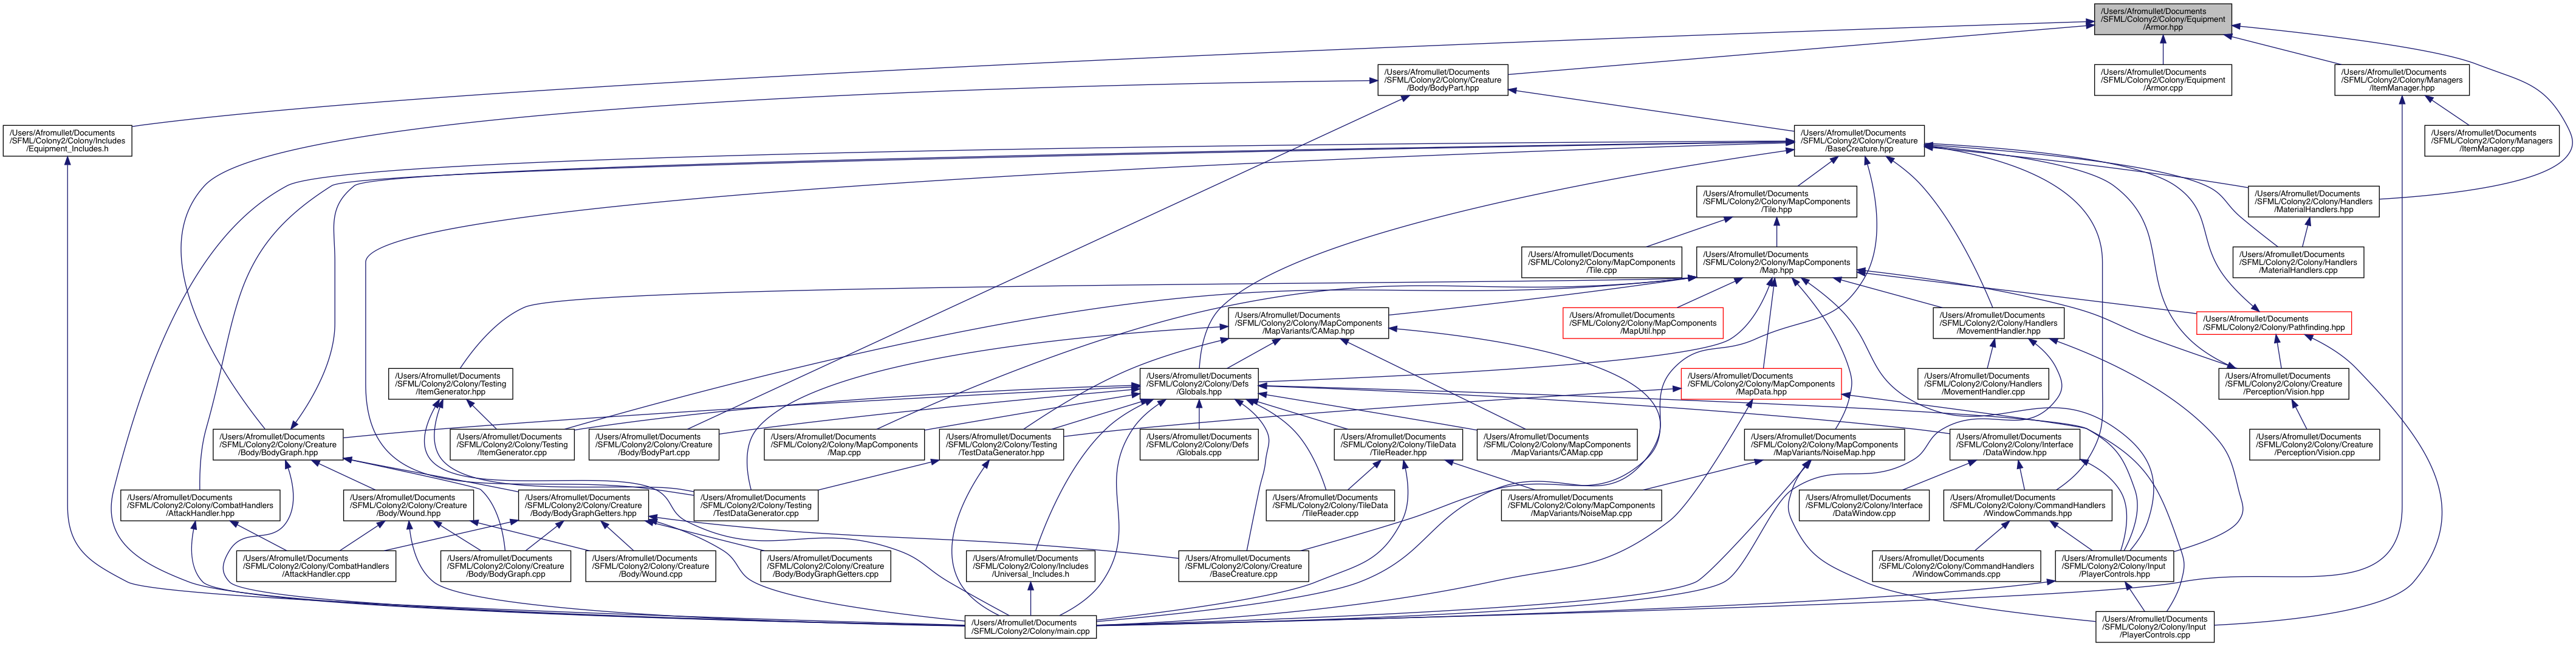 /Users/Afromullet/Documents
/SFML/Colony2/Colony/Equipment
/Armor.hpp
/Users/Afromullet/Documents
/SFML/Colony2/Colony/Creature
/Body/BodyPart.hpp
/Users/Afromullet/Documents
/SFML/Colony2/Colony/Equipment
/Armor.cpp
/Users/Afromullet/Documents
/SFML/Colony2/Colony/Managers
/ItemManager.hpp
/Users/Afromullet/Documents
/SFML/Colony2/Colony/Includes
/Equipment_Includes.h
/Users/Afromullet/Documents
/SFML/Colony2/Colony/Creature
/BaseCreature.hpp
/Users/Afromullet/Documents
/SFML/Colony2/Colony/Managers
/ItemManager.cpp
/Users/Afromullet/Documents
/SFML/Colony2/Colony/MapComponents
/Tile.hpp
/Users/Afromullet/Documents
/SFML/Colony2/Colony/Handlers
/MaterialHandlers.hpp
/Users/Afromullet/Documents
/SFML/Colony2/Colony/MapComponents
/Tile.cpp
/Users/Afromullet/Documents
/SFML/Colony2/Colony/MapComponents
/Map.hpp
/Users/Afromullet/Documents
/SFML/Colony2/Colony/Handlers
/MaterialHandlers.cpp
/Users/Afromullet/Documents
/SFML/Colony2/Colony/MapComponents
/MapVariants/CAMap.hpp
/Users/Afromullet/Documents
/SFML/Colony2/Colony/MapComponents
/MapUtil.hpp
/Users/Afromullet/Documents
/SFML/Colony2/Colony/Handlers
/MovementHandler.hpp
/Users/Afromullet/Documents
/SFML/Colony2/Colony/Pathfinding.hpp
/Users/Afromullet/Documents
/SFML/Colony2/Colony/Testing
/ItemGenerator.hpp
/Users/Afromullet/Documents
/SFML/Colony2/Colony/Defs
/Globals.hpp
/Users/Afromullet/Documents
/SFML/Colony2/Colony/MapComponents
/MapData.hpp
/Users/Afromullet/Documents
/SFML/Colony2/Colony/Handlers
/MovementHandler.cpp
/Users/Afromullet/Documents
/SFML/Colony2/Colony/Creature
/Perception/Vision.hpp
/Users/Afromullet/Documents
/SFML/Colony2/Colony/Creature
/Body/BodyGraph.hpp
/Users/Afromullet/Documents
/SFML/Colony2/Colony/Testing
/ItemGenerator.cpp
/Users/Afromullet/Documents
/SFML/Colony2/Colony/Creature
/Body/BodyPart.cpp
/Users/Afromullet/Documents
/SFML/Colony2/Colony/MapComponents
/Map.cpp
/Users/Afromullet/Documents
/SFML/Colony2/Colony/Testing
/TestDataGenerator.hpp
/Users/Afromullet/Documents
/SFML/Colony2/Colony/Defs
/Globals.cpp
/Users/Afromullet/Documents
/SFML/Colony2/Colony/TileData
/TileReader.hpp
/Users/Afromullet/Documents
/SFML/Colony2/Colony/MapComponents
/MapVariants/CAMap.cpp
/Users/Afromullet/Documents
/SFML/Colony2/Colony/MapComponents
/MapVariants/NoiseMap.hpp
/Users/Afromullet/Documents
/SFML/Colony2/Colony/Interface
/DataWindow.hpp
/Users/Afromullet/Documents
/SFML/Colony2/Colony/Creature
/Perception/Vision.cpp
/Users/Afromullet/Documents
/SFML/Colony2/Colony/CombatHandlers
/AttackHandler.hpp
/Users/Afromullet/Documents
/SFML/Colony2/Colony/Creature
/Body/Wound.hpp
/Users/Afromullet/Documents
/SFML/Colony2/Colony/Creature
/Body/BodyGraphGetters.hpp
/Users/Afromullet/Documents
/SFML/Colony2/Colony/Testing
/TestDataGenerator.cpp
/Users/Afromullet/Documents
/SFML/Colony2/Colony/TileData
/TileReader.cpp
/Users/Afromullet/Documents
/SFML/Colony2/Colony/MapComponents
/MapVariants/NoiseMap.cpp
/Users/Afromullet/Documents
/SFML/Colony2/Colony/Interface
/DataWindow.cpp
/Users/Afromullet/Documents
/SFML/Colony2/Colony/CommandHandlers
/WindowCommands.hpp
/Users/Afromullet/Documents
/SFML/Colony2/Colony/CombatHandlers
/AttackHandler.cpp
/Users/Afromullet/Documents
/SFML/Colony2/Colony/Creature
/Body/BodyGraph.cpp
/Users/Afromullet/Documents
/SFML/Colony2/Colony/Creature
/Body/Wound.cpp
/Users/Afromullet/Documents
/SFML/Colony2/Colony/Creature
/Body/BodyGraphGetters.cpp
/Users/Afromullet/Documents
/SFML/Colony2/Colony/Includes
/Universal_Includes.h
/Users/Afromullet/Documents
/SFML/Colony2/Colony/Creature
/BaseCreature.cpp
/Users/Afromullet/Documents
/SFML/Colony2/Colony/CommandHandlers
/WindowCommands.cpp
/Users/Afromullet/Documents
/SFML/Colony2/Colony/Input
/PlayerControls.hpp
/Users/Afromullet/Documents
/SFML/Colony2/Colony/main.cpp
/Users/Afromullet/Documents
/SFML/Colony2/Colony/Input
/PlayerControls.cpp